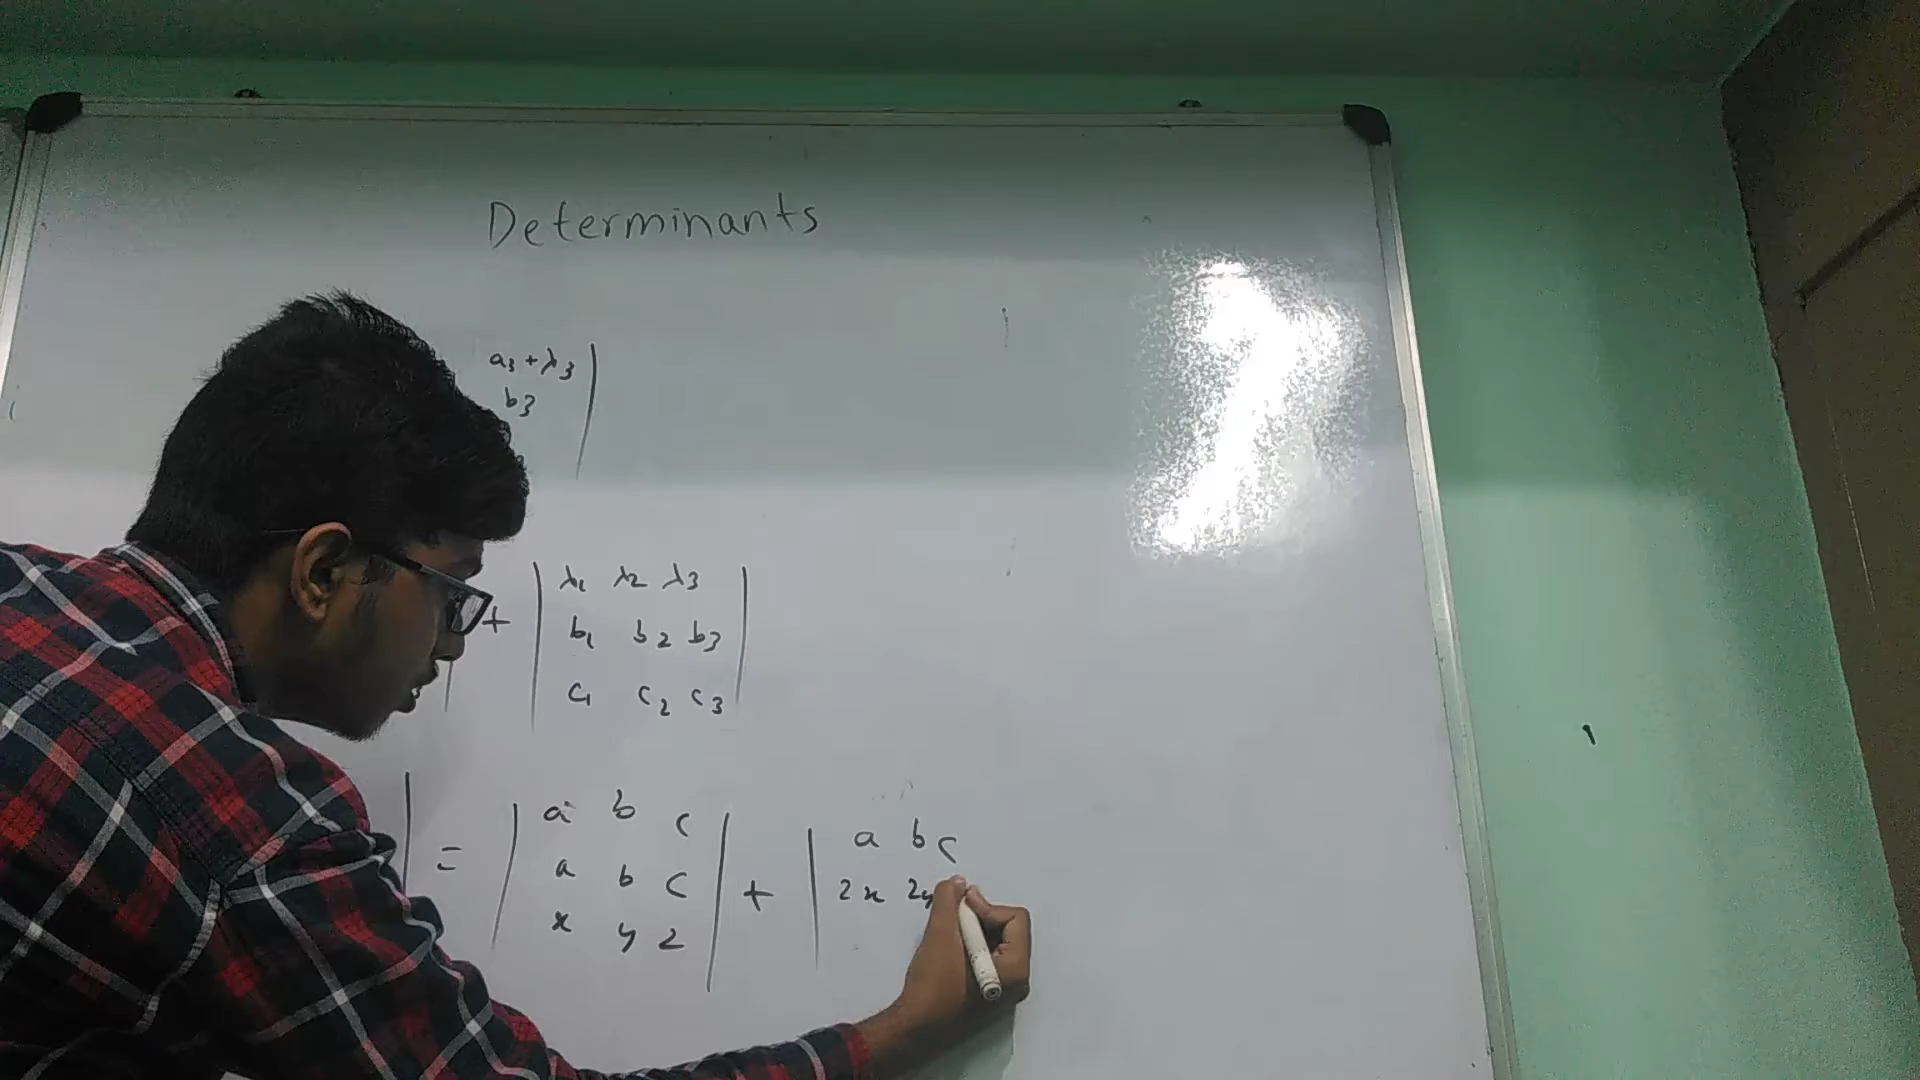 Determinants
a3+λ3 |
b3
+ | λ1 λ2 λ3 |
b1 b2 b3
c1 c2 c3
| = | a b c | + | a b c
a b c 2x 2y
x y z